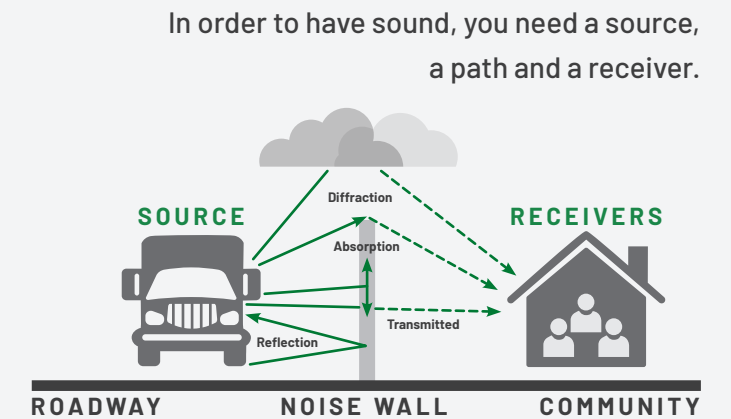 In order to have sound, you need a source,
a path and a receiver.
Diffraction
SOURCE
RECEIVERS
Absorption
Transmitted
Reflection
ROADWAY
NOISE WALL
COMMUNITY